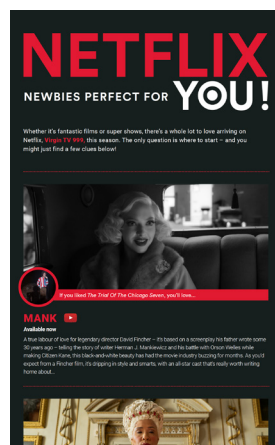 NETFLIX
NEWBIES PERFECT FOR YOU!
Whether it's fantastic films or super shows, there's a whole lot to love arriving on
Netflix, Virgin TV 999, this season. The only question is where to start – and you
might just find a few clues below!
If you liked The Trial Of The Chicago Seven, you'll love...
MANK
Available now
A true labour of love for legendary director David Fincher – it's based on a screenplay his father wrote some
30 years ago – telling the story of writer Herman J. Mankiewicz and his battle with Orson Welles while
making Citizen Kane, this black-and-white beauty has had the movie industry buzzing for months. As you'd
expect from a Fincher film, it's dripping in style and smarts, with an all-star cast that's really worth writing
home about...